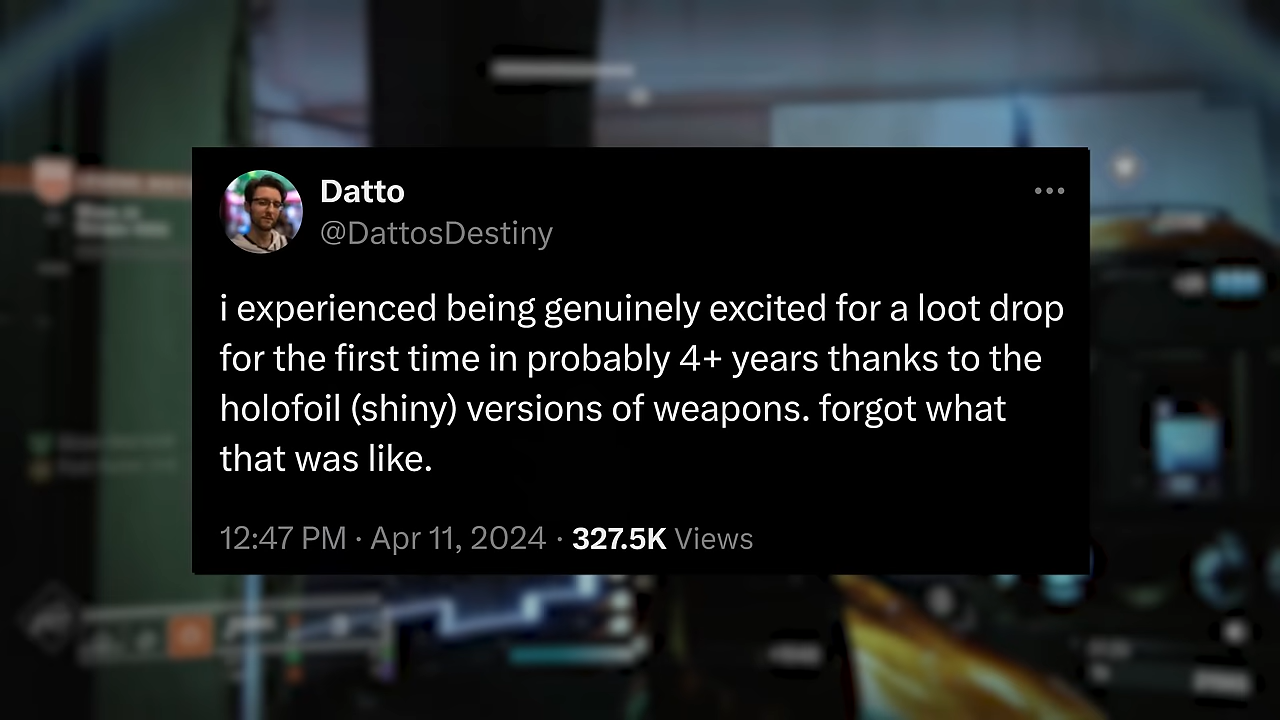 Datto
@DattosDestiny
i experienced being genuinely excited for a loot drop
for the first time in probably 4+ years thanks to the
holofoil (shiny) versions of weapons. forgot what
that was like.
12:47 PM · Apr 11, 2024 · 327.5K Views